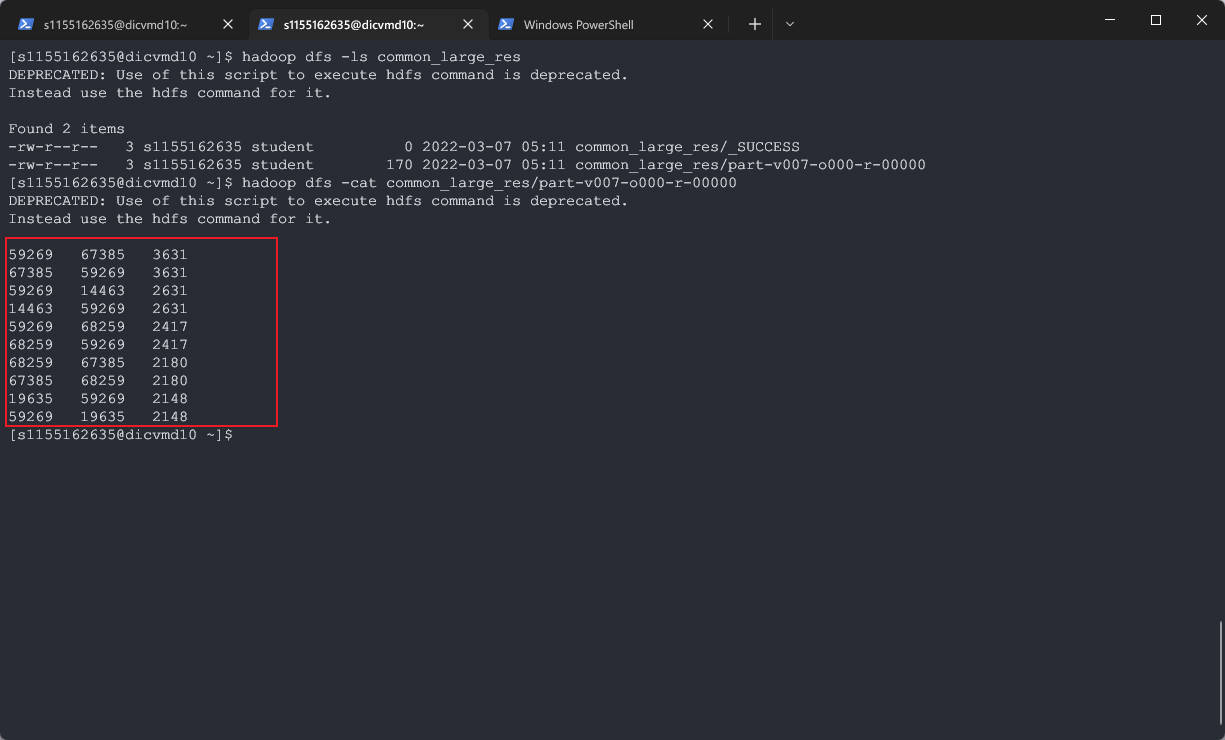 s1155162635@dicvmd10:~ s1155162635@dicvmd10:~ Windows PowerShell
[s1155162635@dicvmd10 ~]$ hadoop dfs -ls common_large_res
DEPRECATED: Use of this script to execute hdfs command is deprecated.
Instead use the hdfs command for it.
Found 2 items
-rw-r--r--   3 s1155162635 student          0 2022-03-07 05:11 common_large_res/_SUCCESS
-rw-r--r--   3 s1155162635 student        170 2022-03-07 05:11 common_large_res/part-v007-o000-r-00000
[s1155162635@dicvmd10 ~]$ hadoop dfs -cat common_large_res/part-v007-o000-r-00000
DEPRECATED: Use of this script to execute hdfs command is deprecated.
Instead use the hdfs command for it.
59269   67385   3631
67385   59269   3631
59269   14463   2631
14463   59269   2631
59269   68259   2417
68259   59269   2417
68259   67385   2180
67385   68259   2180
19635   59269   2148
59269   19635   2148
[s1155162635@dicvmd10 ~]$